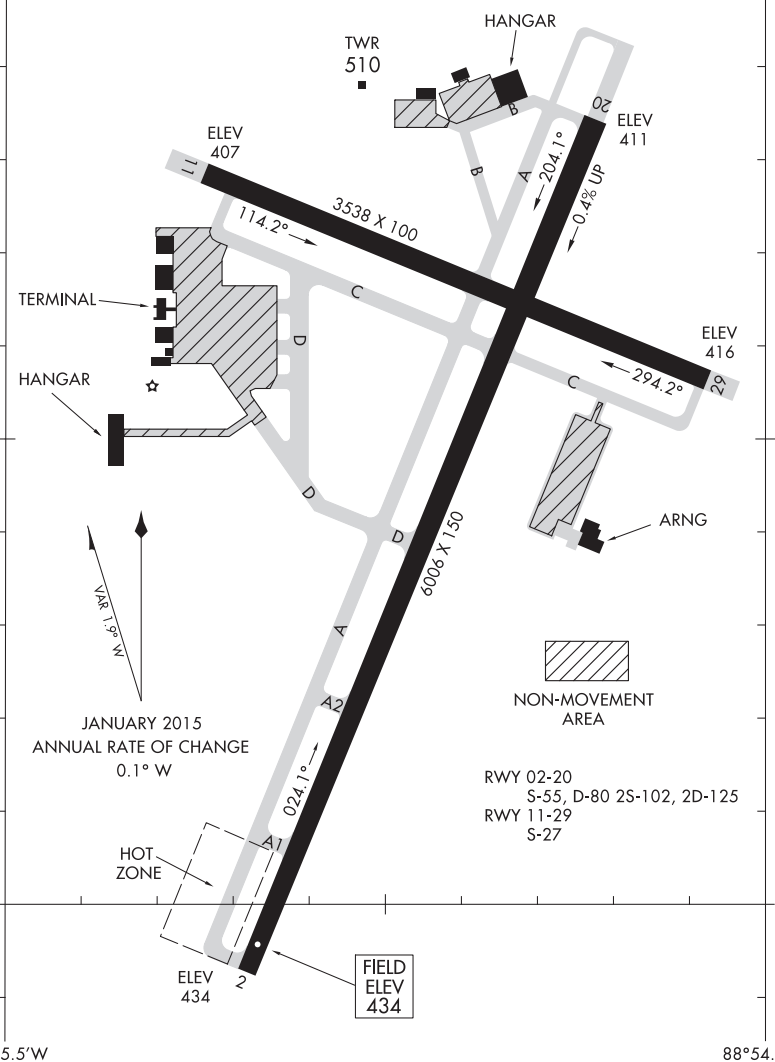 HANGAR
TWR
510
20
B
ELEV
411
ELEV
407
11
204.1°
A
B
0.4% UP
3538 X 100
114.2°
C
TERMINAL
D
ELEV
416
29
294.2°
C
HANGAR
D
D
ARNG
6006 X 150
VAR 1.9° W
A
A2
NON-MOVEMENT
AREA
JANUARY 2015
ANNUAL RATE OF CHANGE
0.1° W
024.1°
RWY 02-20
S-55, D-80 2S-102, 2D-125
RWY 11-29
S-27
A1
HOT
ZONE
ELEV
434
2
FIELD
ELEV
434
5.5'W
88°54.